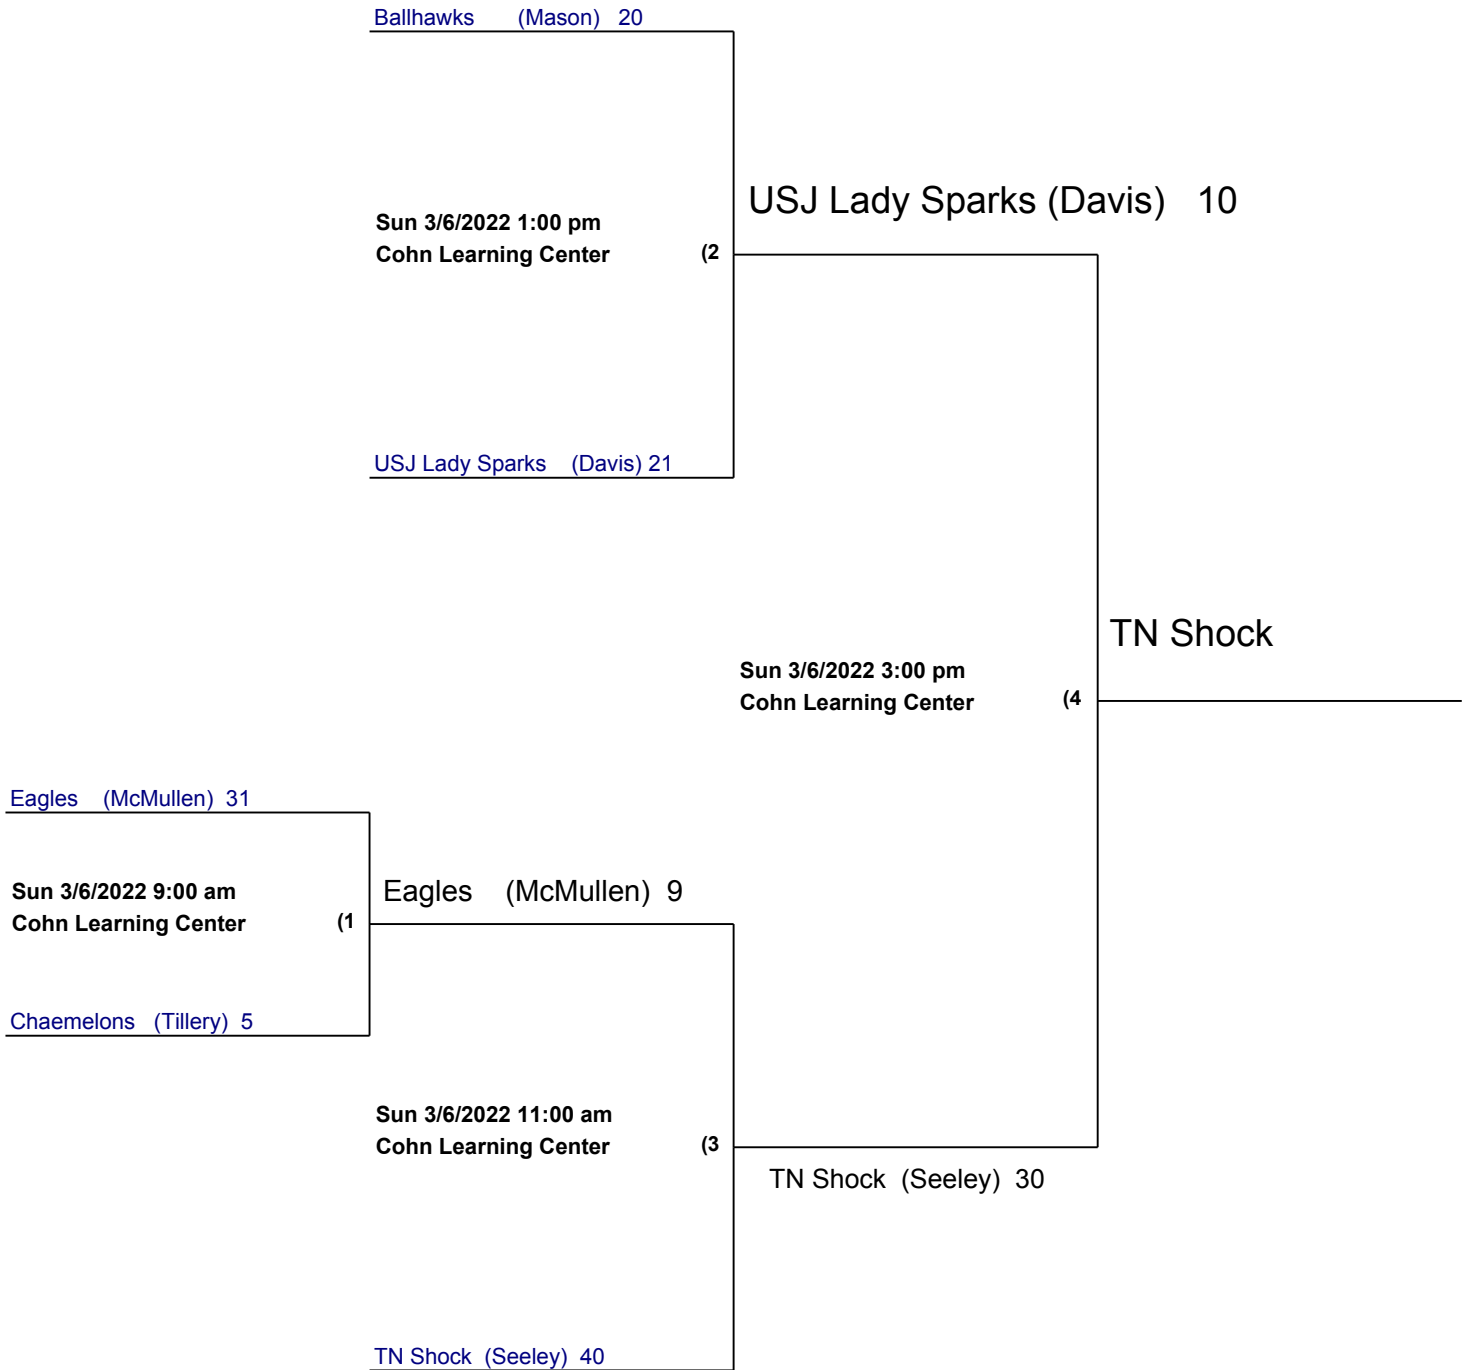 Ballhawks (Mason) 20
USJ Lady Sparks (Davis) 10
Sun 3/6/2022 1:00 pm
Cohn Learning Center (2
USJ Lady Sparks (Davis) 21
TN Shock
Sun 3/6/2022 3:00 pm
Cohn Learning Center (4
Eagles (McMullen) 31
Sun 3/6/2022 9:00 am
Cohn Learning Center (1
Eagles (McMullen) 9
Chaemelons (Tillery) 5
Sun 3/6/2022 11:00 am
Cohn Learning Center (3
TN Shock (Seeley) 30
TN Shock (Seeley) 40